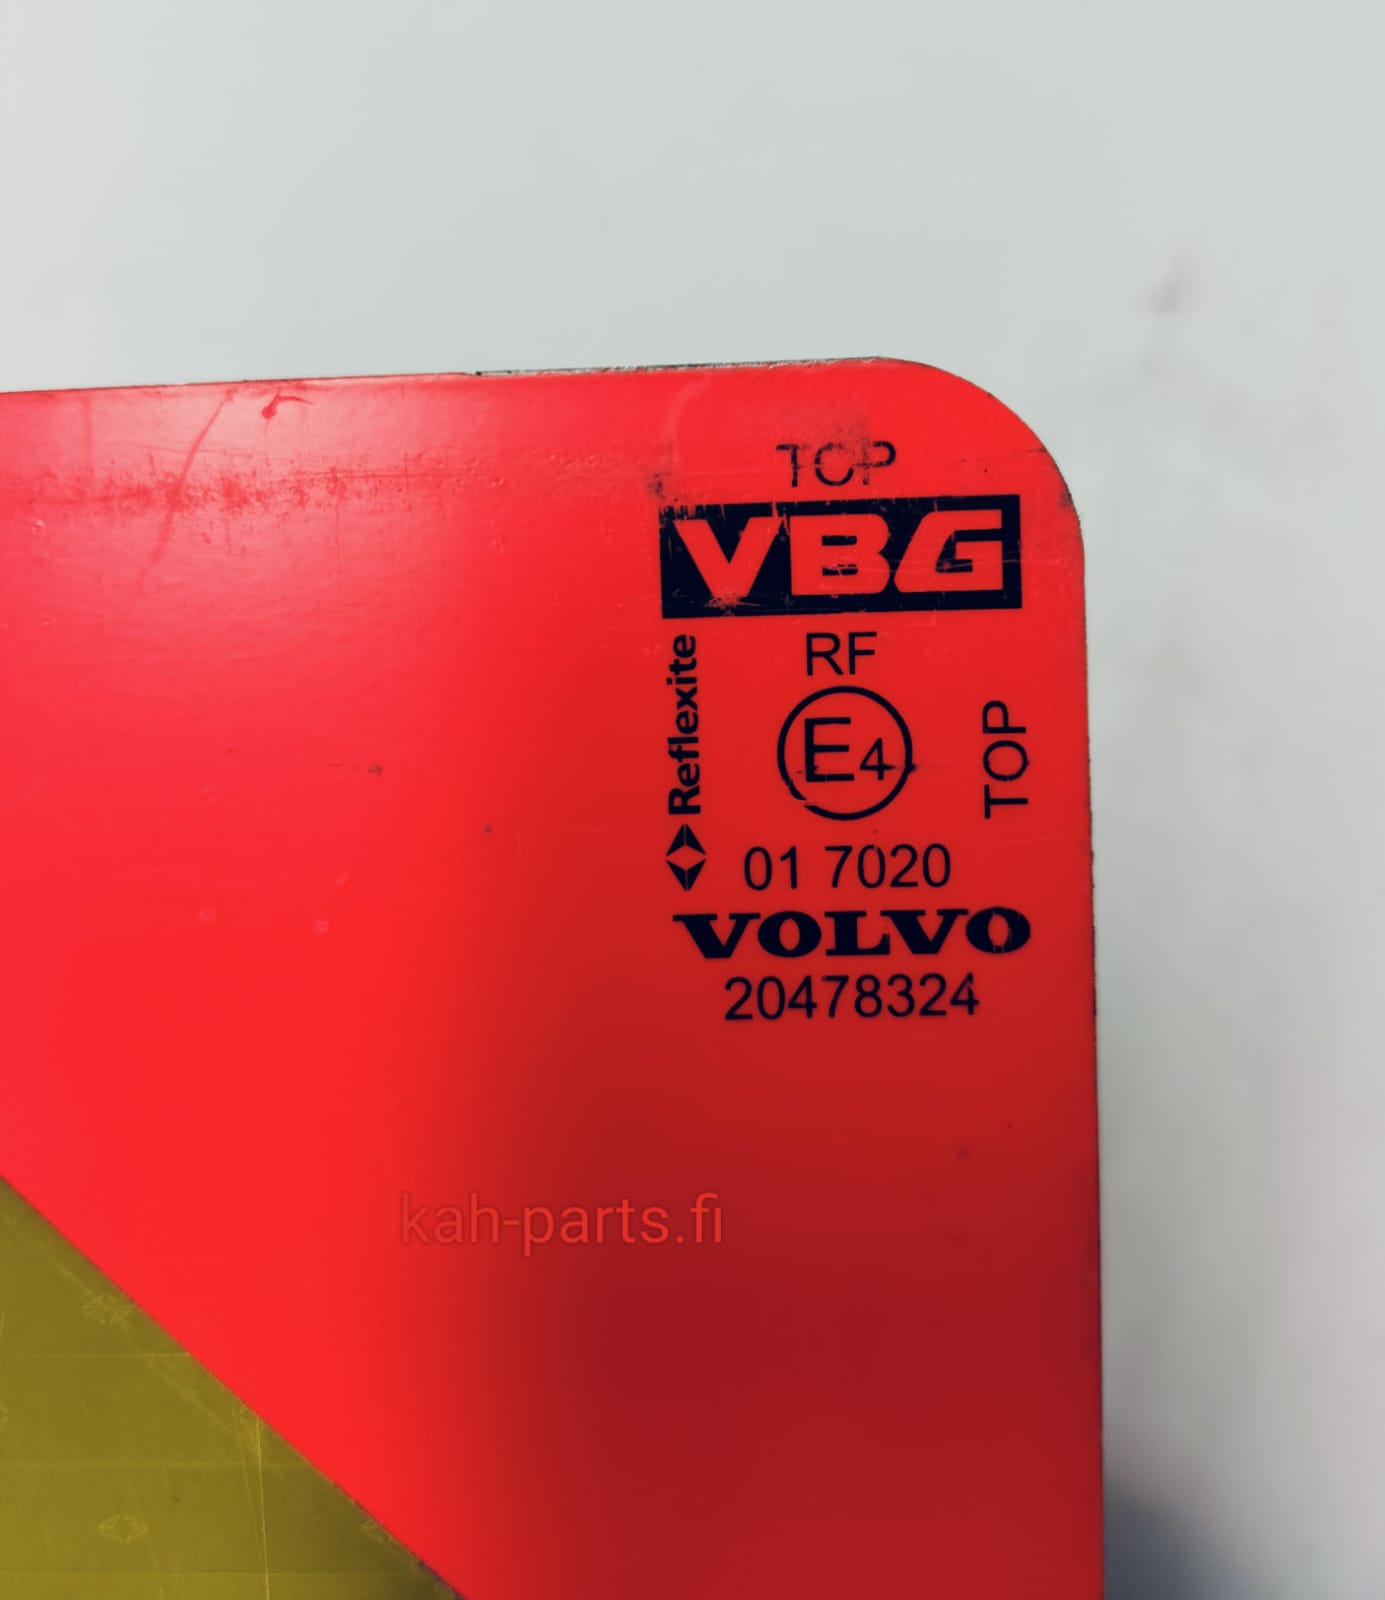 TOP
VBG
Reflexite
RF
E4
TOP
01 7020
VOLVO
20478324
kah-parts.fi